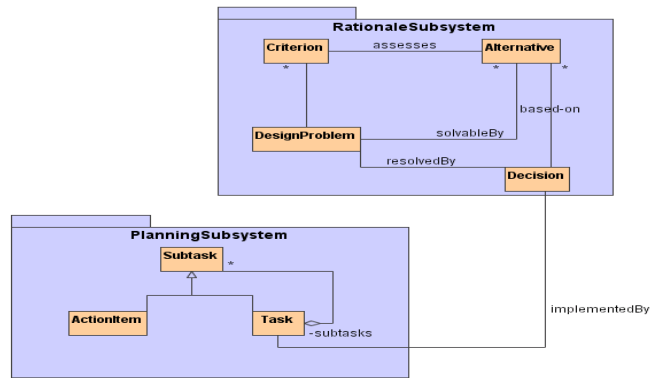 RationaleSubsystem
Criterion
assesses
Alternative
*
*
*
based-on
DesignProblem
solvableBy
resolvedBy
Decision
PlanningSubsystem
Subtask
*
ActionItem
Task
-subtasks
implementedBy